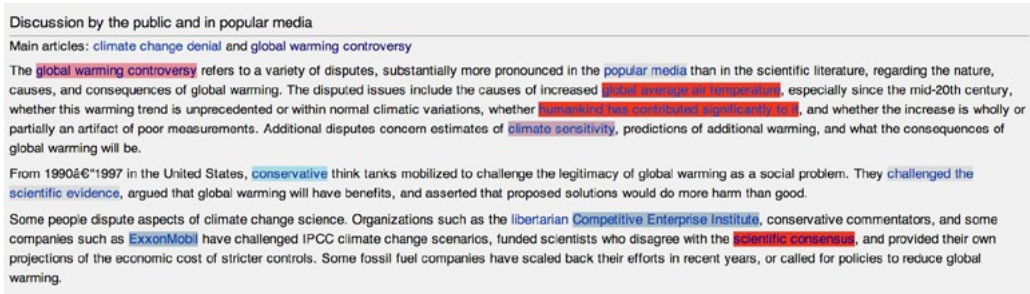 Discussion by the public and in popular media
Main articles: climate change denial and global warming controversy
The global warming controversy refers to a variety of disputes, substantially more pronounced in the popular media than in the scientific literature, regarding the nature,
causes, and consequences of global warming. The disputed issues include the causes of increased global average air temperature, especially since the mid-20th century,
whether this warming trend is unprecedented or within normal climatic variations, whether humankind has contributed significantly to it, and whether the increase is wholly or
partially an artifact of poor measurements. Additional disputes concern estimates of climate sensitivity, predictions of additional warming, and what the consequences of
global warming will be.
From 1990â€“1997 in the United States, conservative think tanks mobilized to challenge the legitimacy of global warming as a social problem. They challenged the
scientific evidence, argued that global warming will have benefits, and asserted that proposed solutions would do more harm than good.
Some people dispute aspects of climate change science. Organizations such as the libertarian Competitive Enterprise Institute, conservative commentators, and some
companies such as ExxonMobil have challenged IPCC climate change scenarios, funded scientists who disagree with the scientific consensus, and provided their own
projections of the economic cost of stricter controls. Some fossil fuel companies have scaled back their efforts in recent years, or called for policies to reduce global
warming.